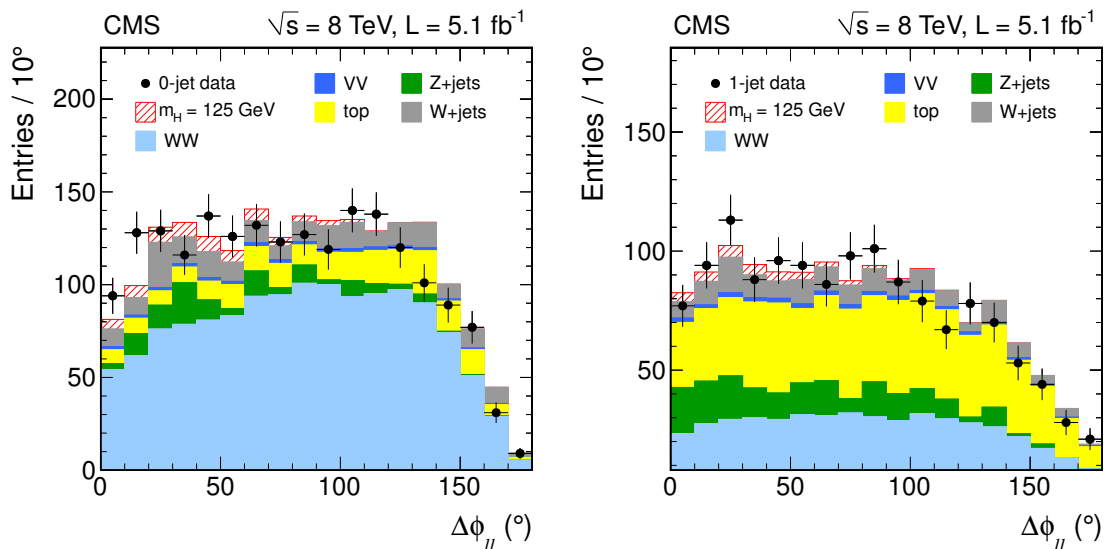 CMS √s = 8 TeV, L = 5.1 fb⁻¹
Entries / 10°
200
150
100
50
0
0-jet data
m_H = 125 GeV
WW
VV
top
Z+jets
W+jets
0 50 100 150
Δϕ_ll (°)
CMS √s = 8 TeV, L = 5.1 fb⁻¹
Entries / 10°
150
100
50
1-jet data
m_H = 125 GeV
WW
VV
top
Z+jets
W+jets
0 50 100 150
Δϕ_ll (°)